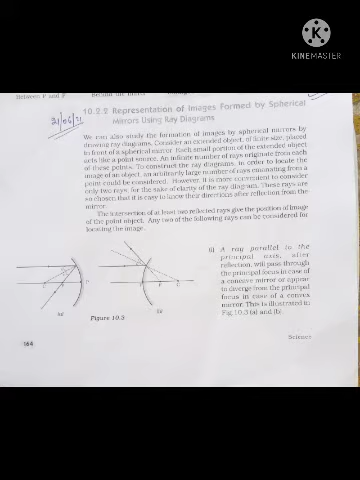 KINEMASTER
between P and F
Behind the mirror
31/06/21
10.2.2 Representation of Images Formed by Spherical
Mirrors Using Ray Diagrams
We can also study the formation of images by spherical mirrors by
drawing ray diagrams. Consider an extended object, of finite size, placed
in front of a spherical mirror. Each small portion of the extended object
acts like a point source. An infinite number of rays originate from each
of these points. To construct the ray diagrams, in order to locate the
image of an object, an arbitrarily large number of rays emanating from a
point could be considered. However, it is more convenient to consider
only two rays, for the sake of clarity of the ray diagram. These rays are
so chosen that it is easy to know their directions after reflection from the
mirror.
The intersection of at least two reflected rays give the position of image
of the point object. Any two of the following rays can be considered for
locating the image.
(i) A ray parallel to the
principal axis, after
reflection, will pass through
the principal focus in case of
a concave mirror or appear
to diverge from the principal
focus in case of a convex
mirror. This is illustrated in
Fig.10.3 (a) and (b).
P
P
F
(a)
(b)
Figure 10.3
164
Science